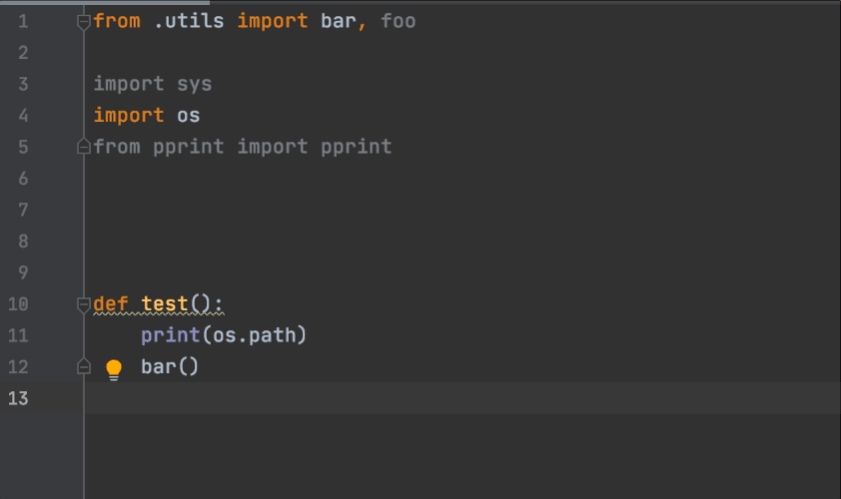 1 from .utils import bar, foo
2
3 import sys
4 import os
5 from pprint import pprint
6
7
8
9
10 def test():
11     print(os.path)
12     bar()
13